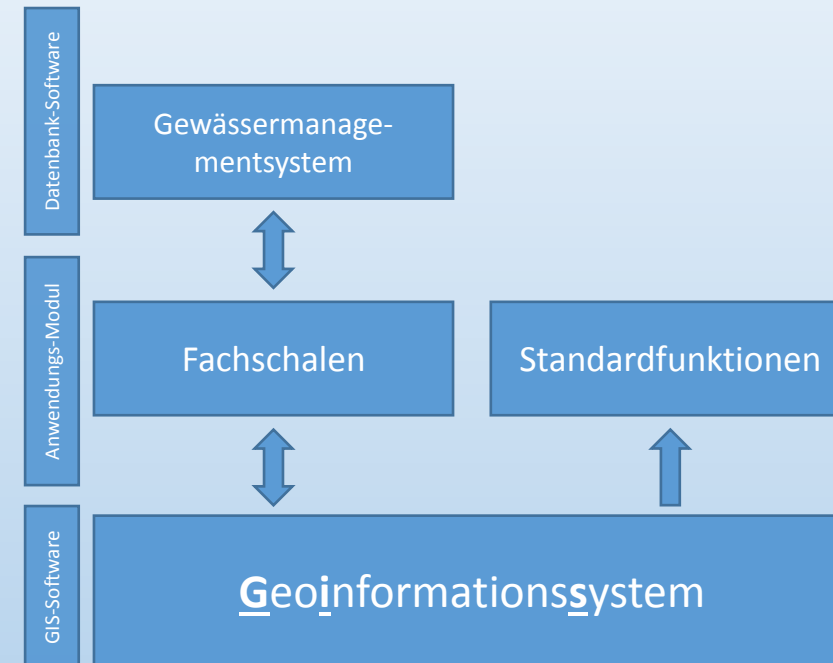 Datenbank-Software
Gewässermanage-
mentsystem
Anwendungs-Modul
Fachschalen
Standardfunktionen
GIS-Software
Geoinformationssystem